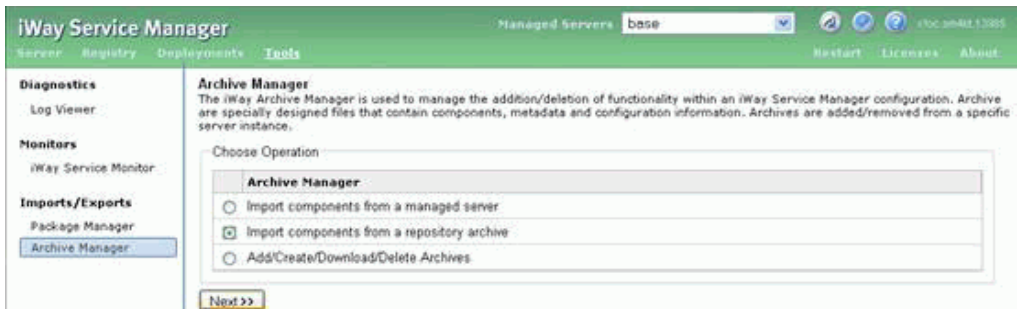 iWay Service Manager
Managed Servers base
Server Registry Deployments Tools
Restart Licenses About
Diagnostics
Log Viewer
Monitors
iWay Service Monitor
Imports/Exports
Package Manager
Archive Manager
Archive Manager
The iWay Archive Manager is used to manage the addition/deletion of functionality within an iWay Service Manager configuration. Archive
are specially designed files that contain components, metadata and configuration information. Archives are added/removed from a specific
server instance.
Choose Operation
Archive Manager
Import components from a managed server
Import components from a repository archive
Add/Create/Download/Delete Archives
Next >>